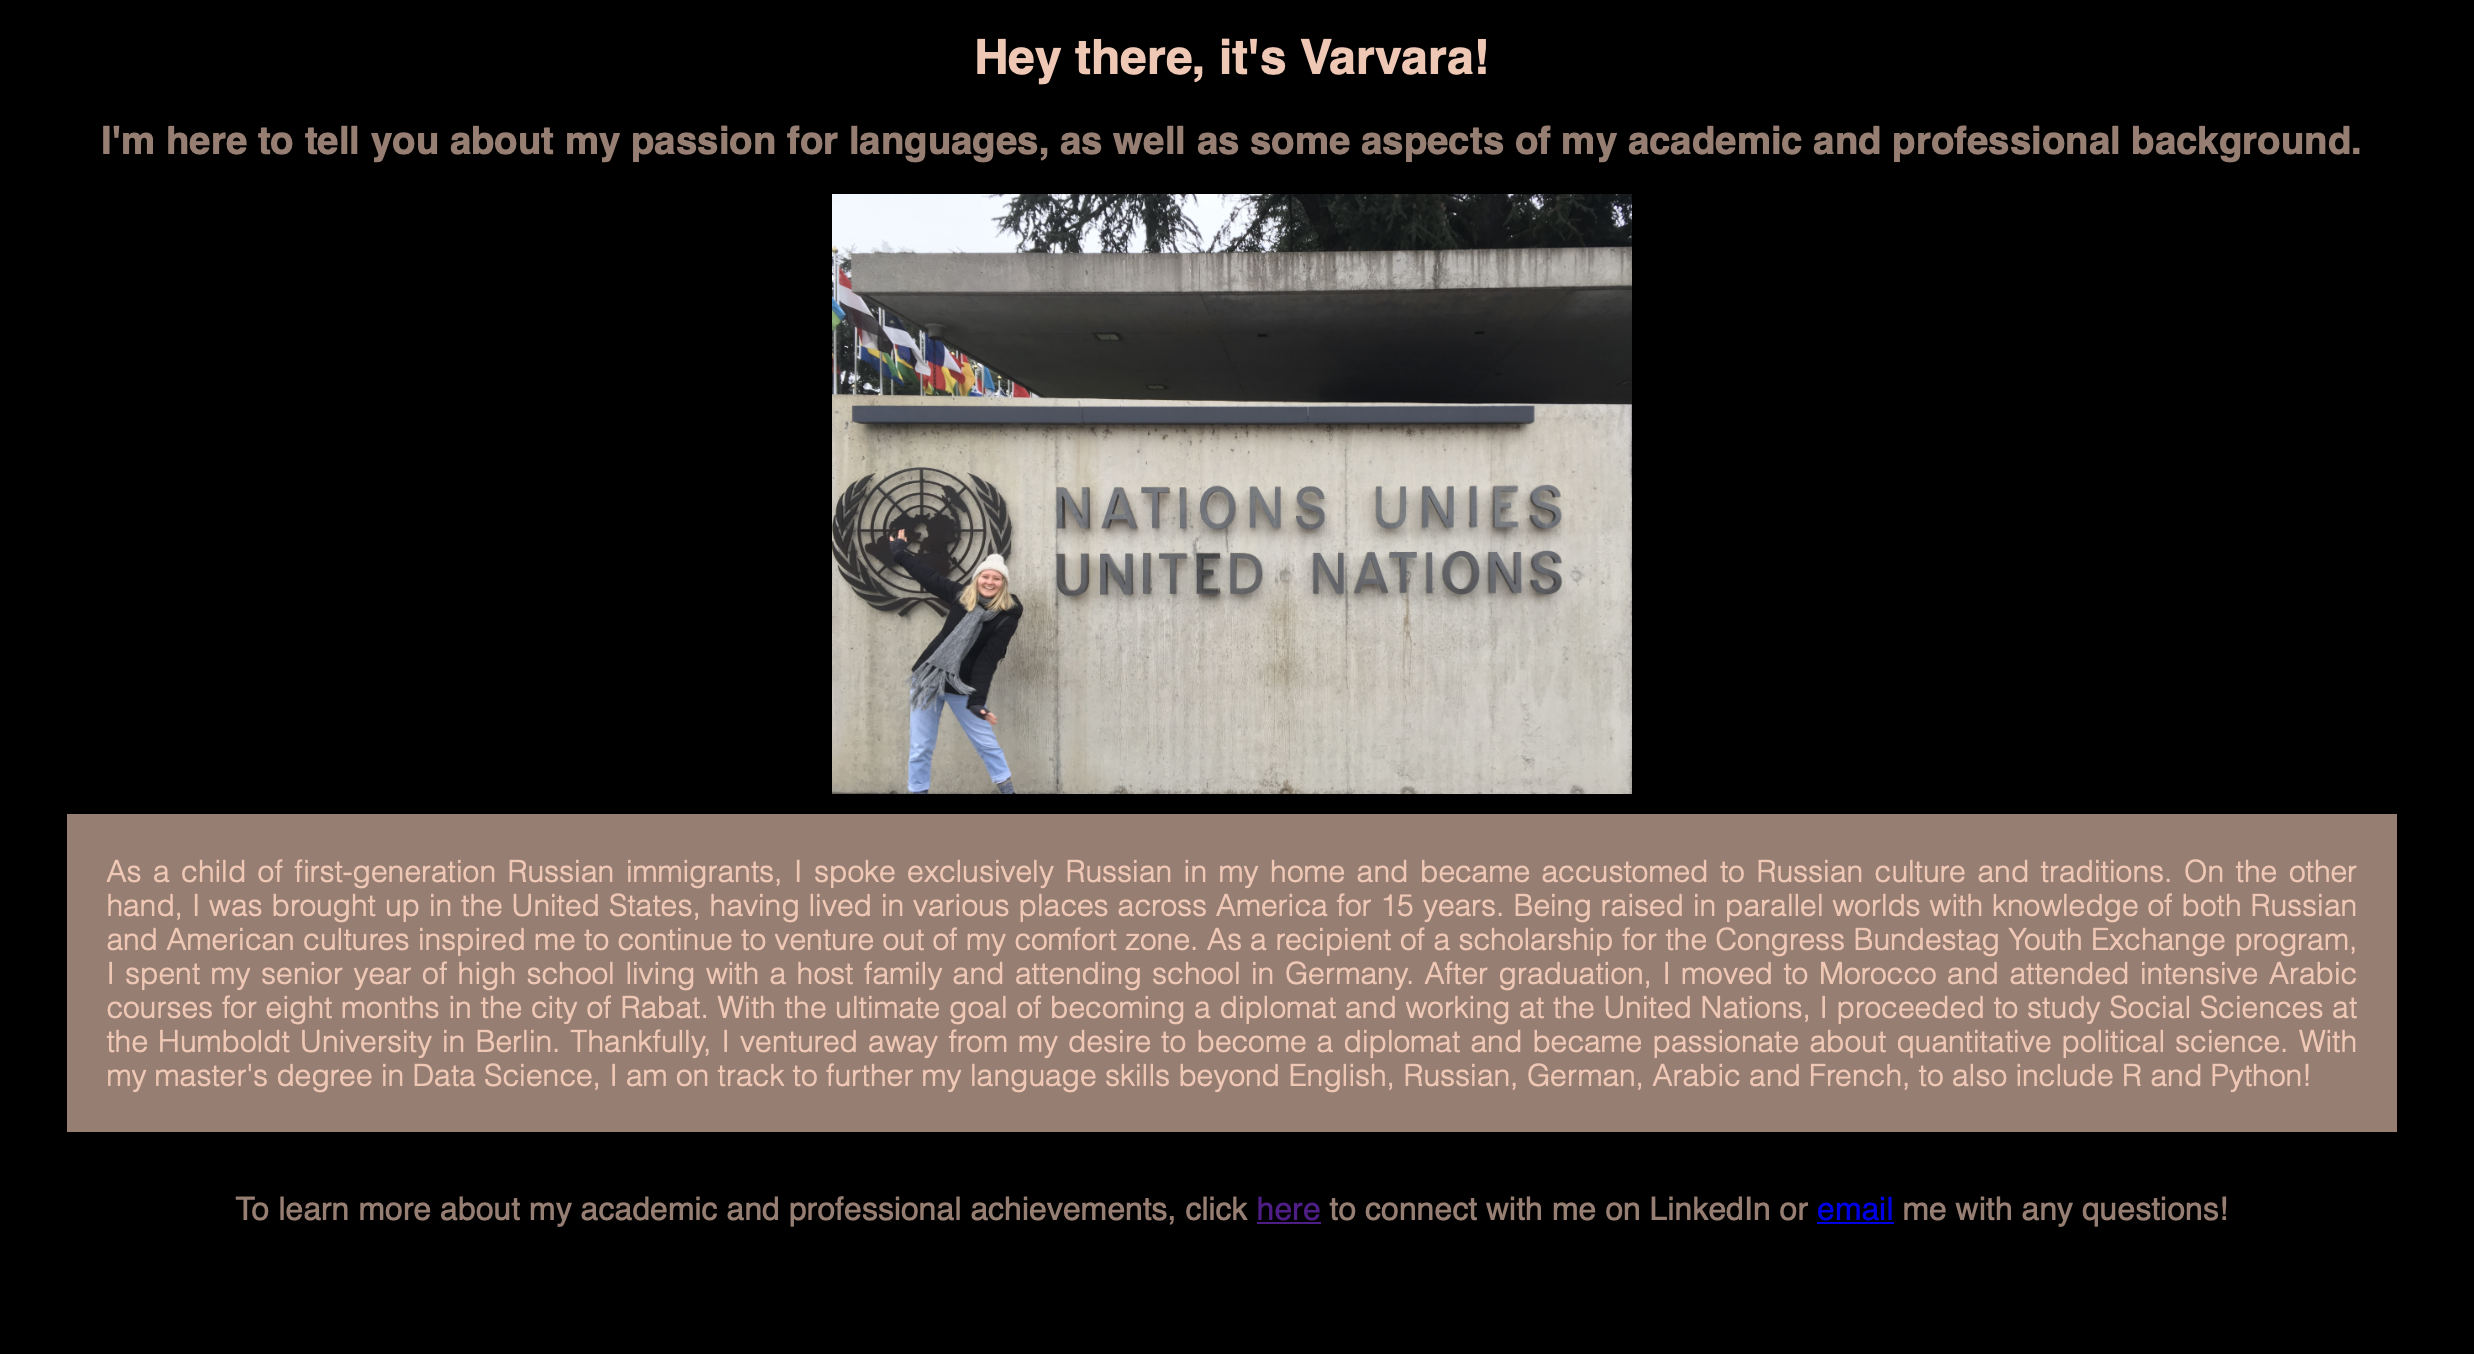 Hey there, it's Varvara!
I'm here to tell you about my passion for languages, as well as some aspects of my academic and professional background.
NATIONS UNIES
UNITED NATIONS
As a child of first-generation Russian immigrants, I spoke exclusively Russian in my home and became accustomed to Russian culture and traditions. On the other
hand, I was brought up in the United States, having lived in various places across America for 15 years. Being raised in parallel worlds with knowledge of both Russian
and American cultures inspired me to continue to venture out of my comfort zone. As a recipient of a scholarship for the Congress Bundestag Youth Exchange program,
I spent my senior year of high school living with a host family and attending school in Germany. After graduation, I moved to Morocco and attended intensive Arabic
courses for eight months in the city of Rabat. With the ultimate goal of becoming a diplomat and working at the United Nations, I proceeded to study Social Sciences at
the Humboldt University in Berlin. Thankfully, I ventured away from my desire to become a diplomat and became passionate about quantitative political science. With
my master's degree in Data Science, I am on track to further my language skills beyond English, Russian, German, Arabic and French, to also include R and Python!
To learn more about my academic and professional achievements, click here to connect with me on LinkedIn or email me with any questions!